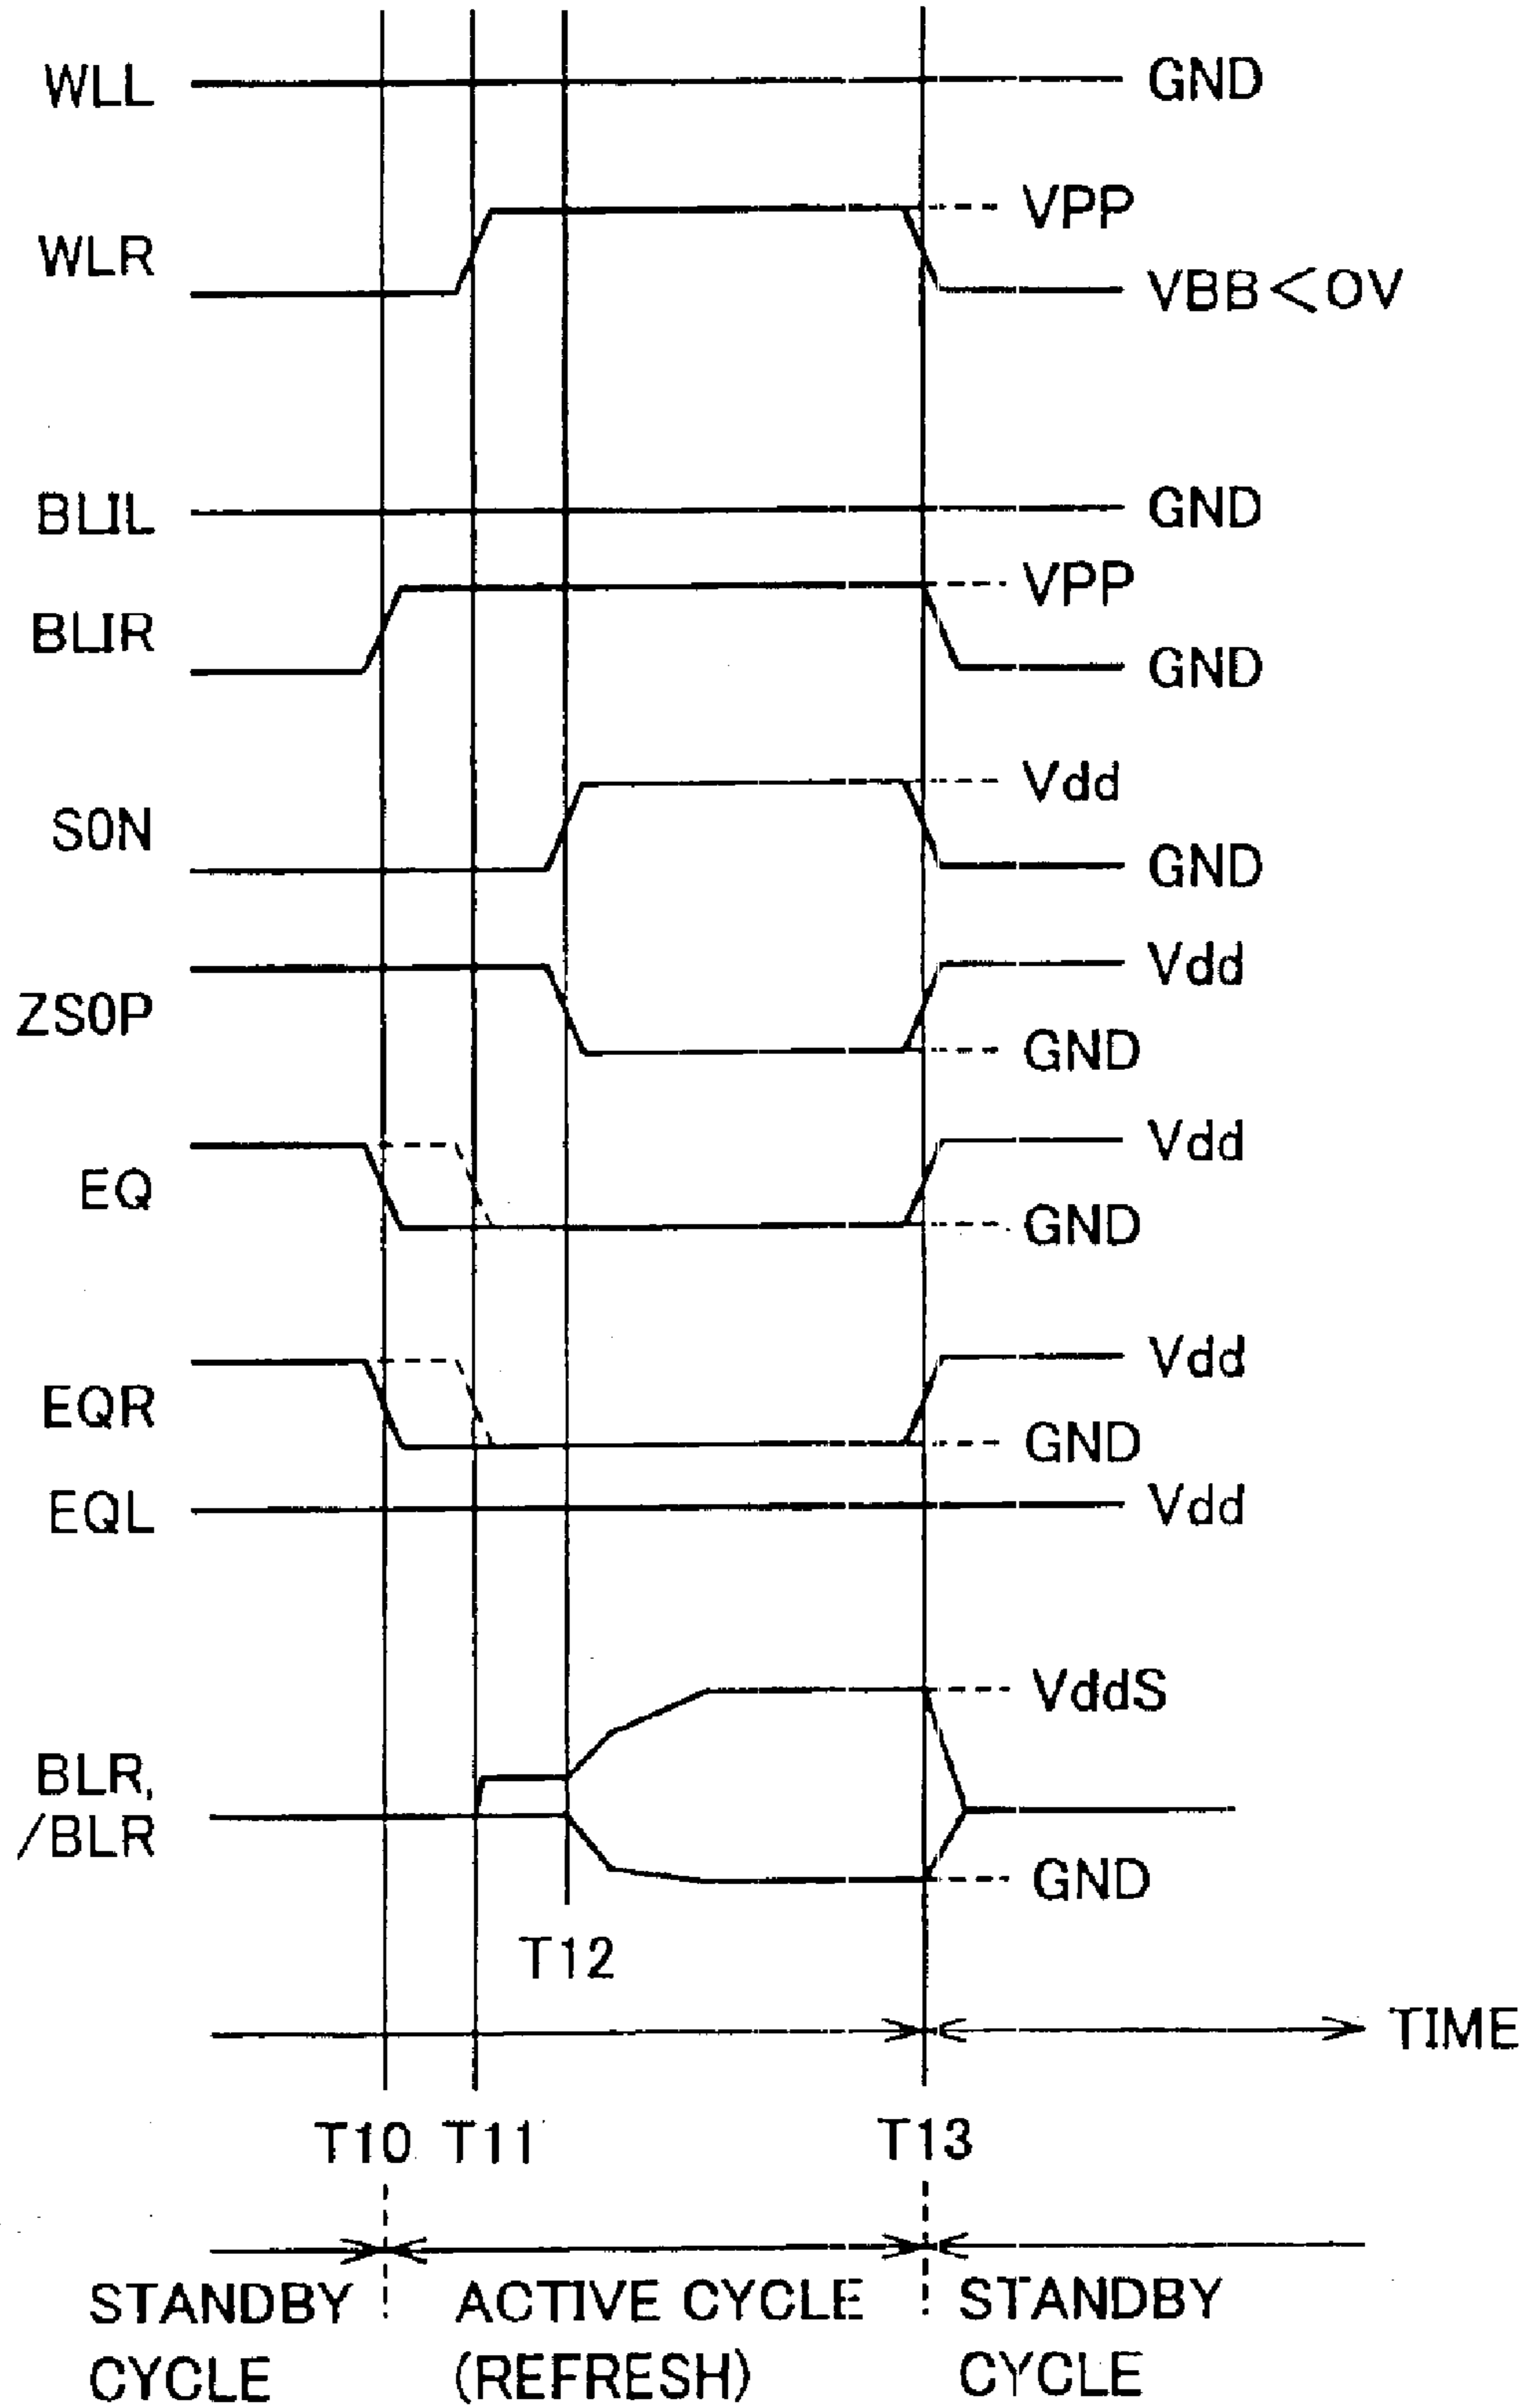 WLL GND
VPP
WLR VBB<0V
BLIL GND
VPP
BLIR GND
Vdd
S0N GND
Vdd
ZS0P GND
Vdd
EQ GND
Vdd
EQR GND
EQL Vdd
VddS
BLR,
/BLR
GND
T12
TIME
T10 T11 T13
STANDBY CYCLE
ACTIVE CYCLE (REFRESH)
STANDBY CYCLE